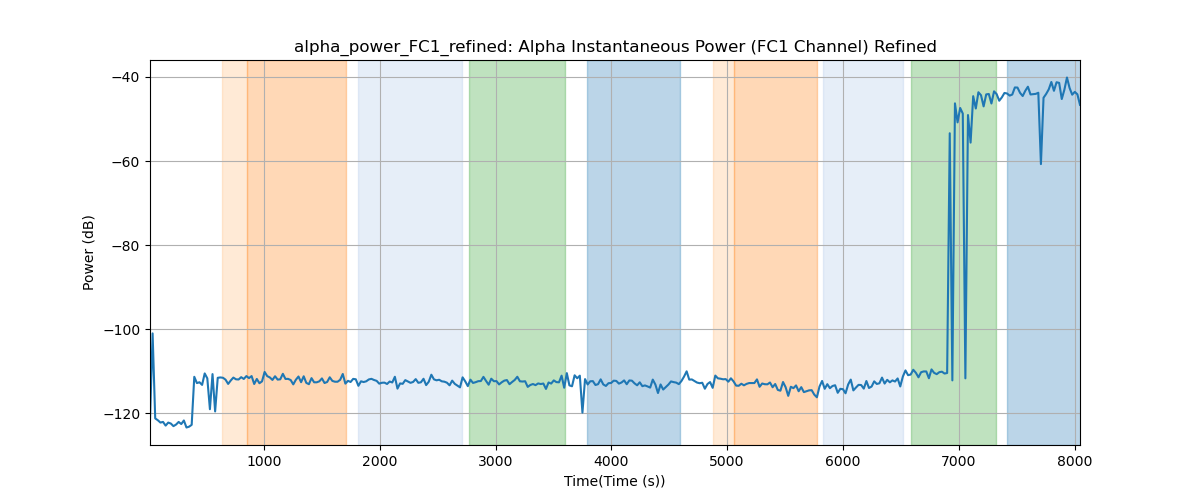 alpha_power_FC1_refined: Alpha Instantaneous Power (FC1 Channel) Refined
Power (dB)
−40
−60
−80
−100
−120
1000 2000 3000 4000 5000 6000 7000 8000
Time(Time (s))